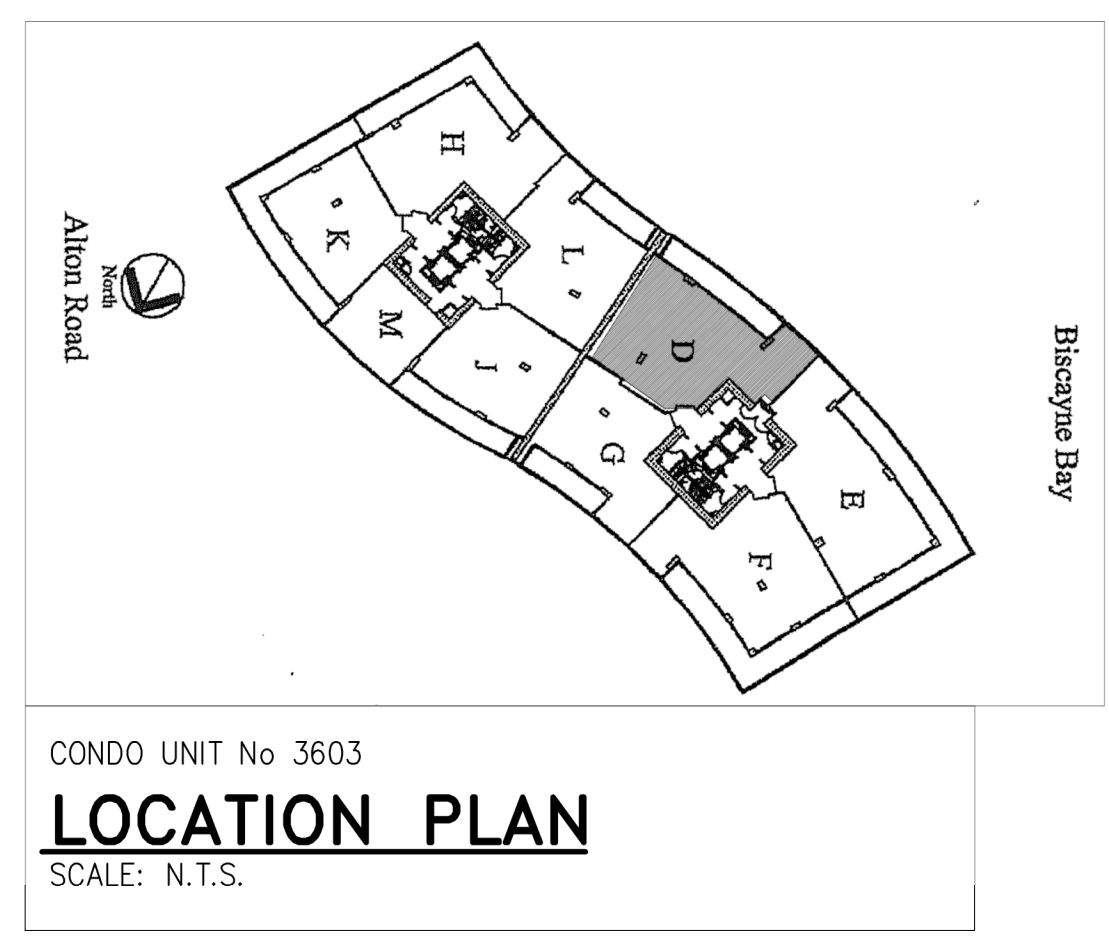 H
K
L
M
J
D
G
E
F
North
Alton Road
Biscayne Bay
CONDO UNIT No 3603
LOCATION PLAN
SCALE: N.T.S.